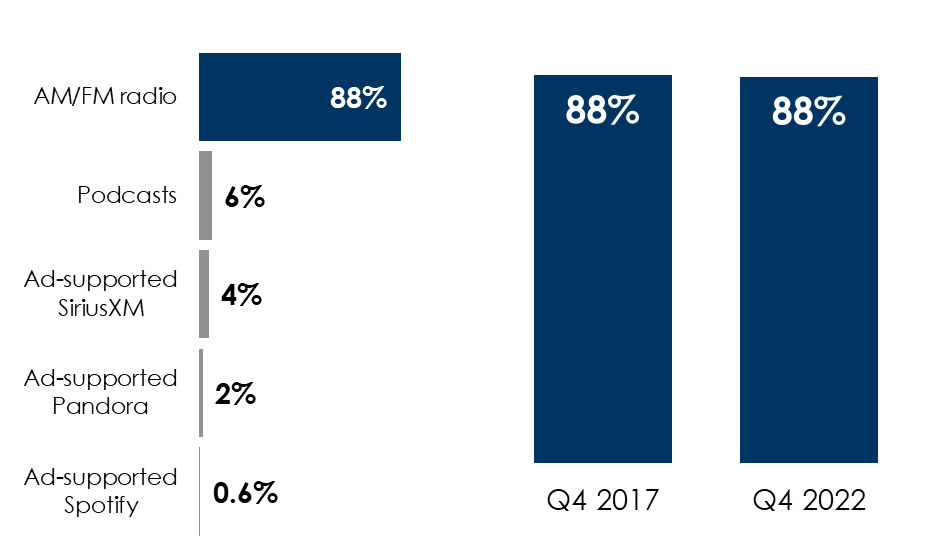 AM/FM radio
88%
Podcasts
6%
Ad-supported
SiriusXM
4%
Ad-supported
Pandora
2%
Ad-supported
Spotify
0.6%
88%
88%
Q4 2017
Q4 2022